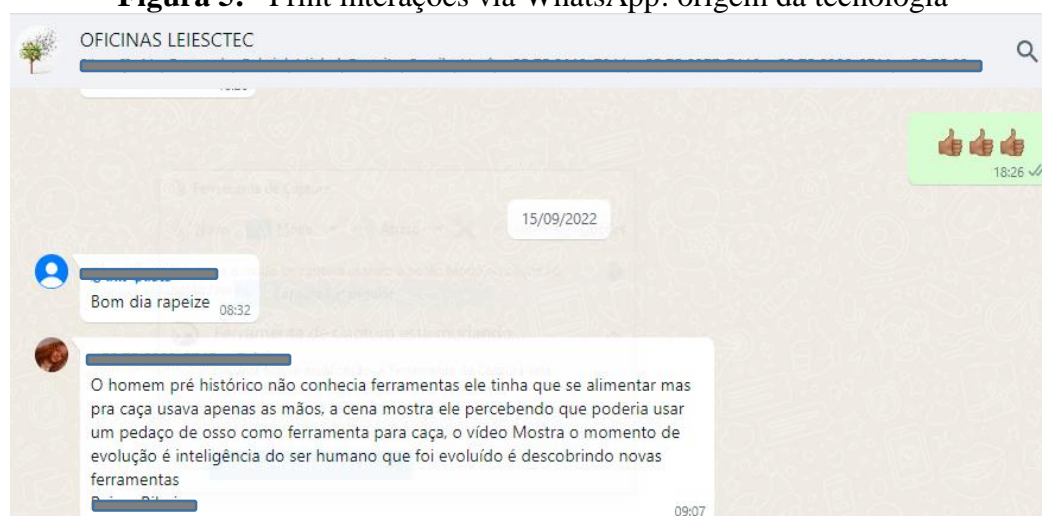 Print interações via WhatsApp: origem da tecnologia
OFICINAS LEIESCTEC
18:26
15/09/2022
Bom dia rapeize
08:32
O homem pré histórico não conhecia ferramentas ele tinha que se alimentar mas
pra caça usava apenas as mãos, a cena mostra ele percebendo que poderia usar
um pedaço de osso como ferramenta para caça, o vídeo Mostra o momento de
evolução é inteligência do ser humano que foi evoluído é descobrindo novas
ferramentas
09:07